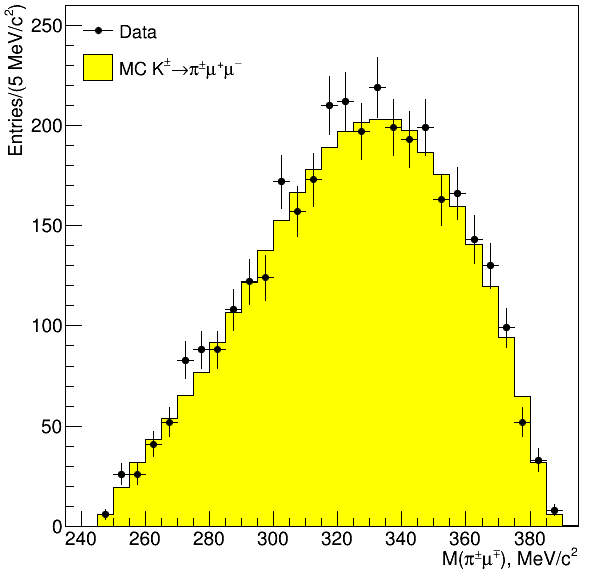 Entries/(5 MeV/c²)
250
Data
MC K±→π±μ⁺μ⁻
200
150
100
50
0
240 260 280 300 320 340 360 380
M(π±μ∓), MeV/c²